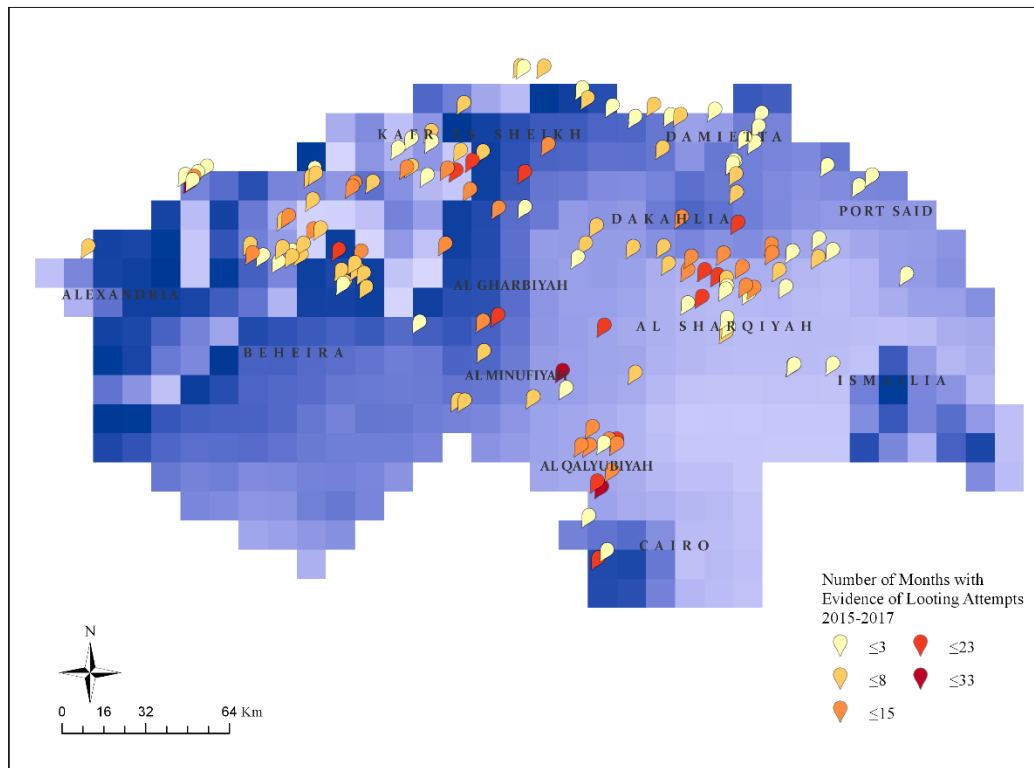 KAFR ES SHEIKH
DAMIETTA
DAKAHLIA
PORT SAID
AL GHARBIYAH
ALEXANDRIA
AL SHARQIYAH
BEHEIRA
AL MINUFIYAH
ISMAILIA
AL QALYUBIYAH
CAIRO
Number of Months with
Evidence of Looting Attempts
2015-2017
≤3 ≤23
≤8 ≤33
≤15
N
0 16 32 64 Km